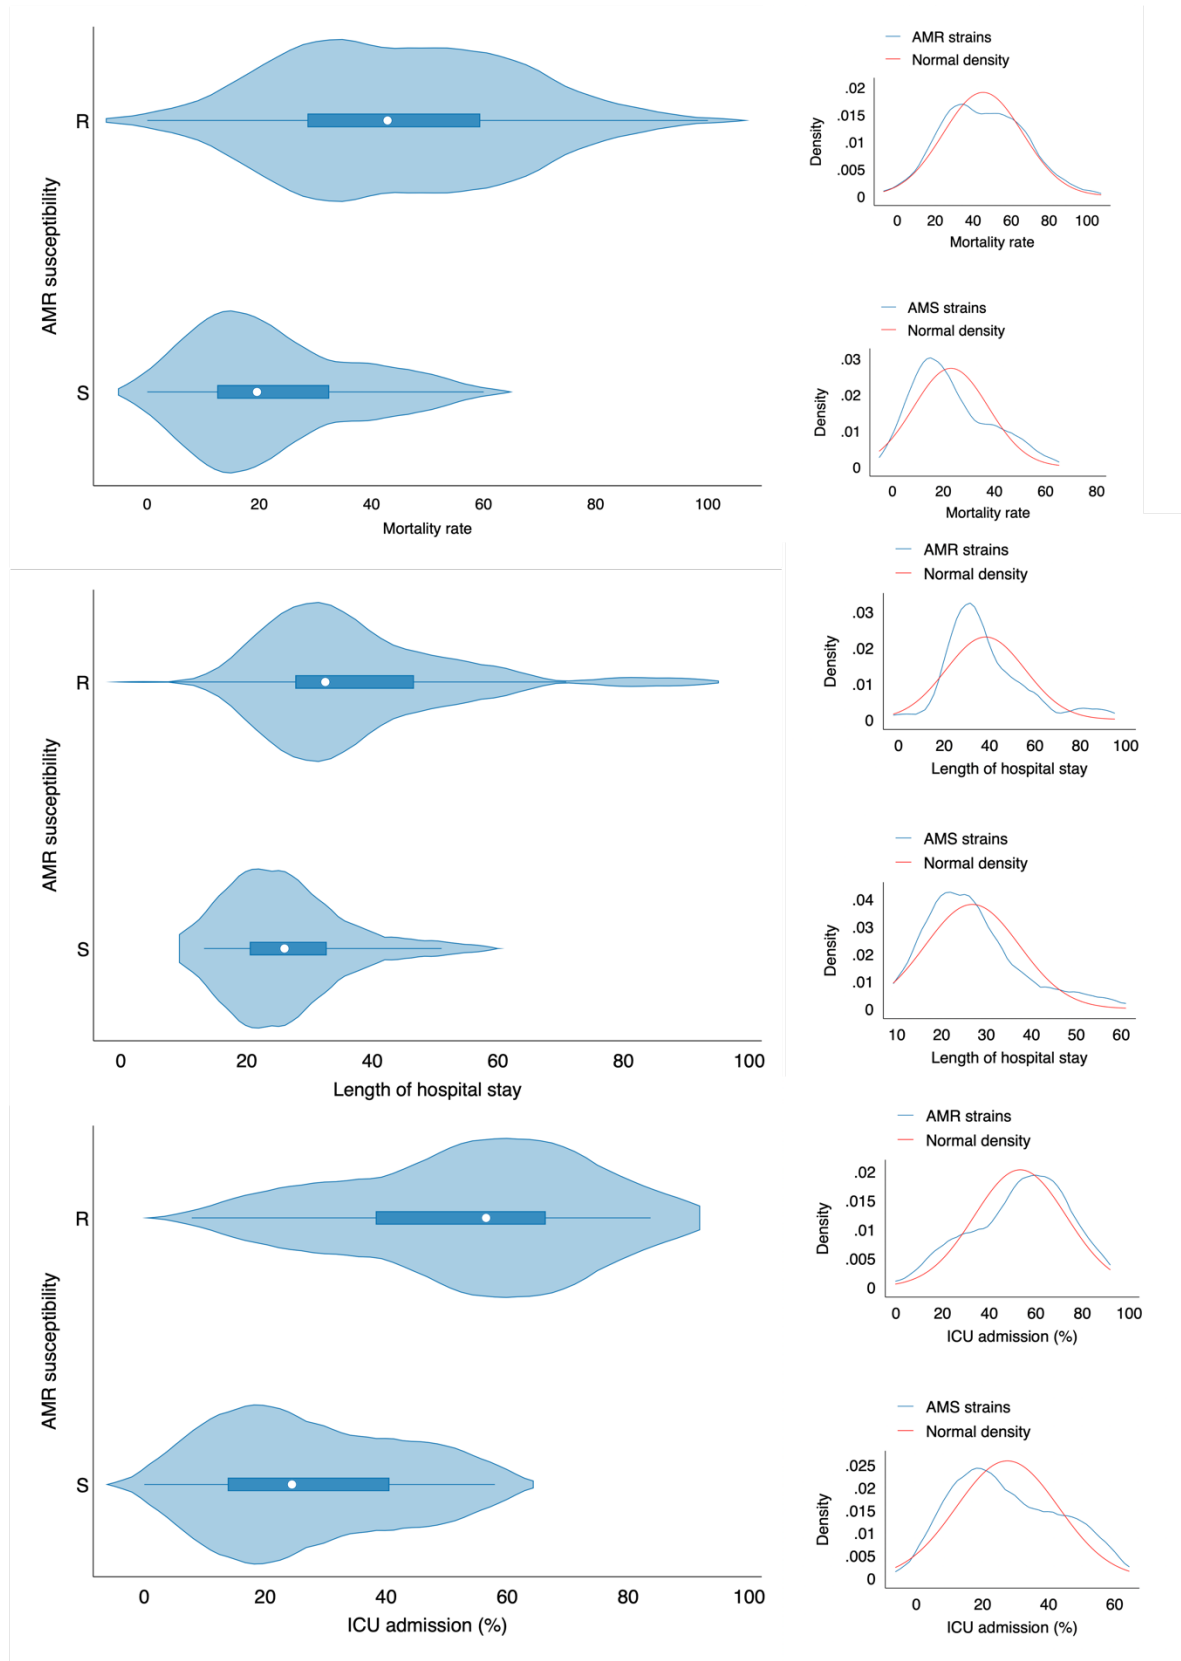 AMR susceptibility
R
S
0 20 40 60 80 100
Mortality rate
AMR strains
Normal density
Density
.02
.015
.01
.005
0
0 20 40 60 80 100
Mortality rate
AMS strains
Normal density
Density
.03
.02
.01
0
0 20 40 60 80
Mortality rate
AMR susceptibility
R
S
0 20 40 60 80 100
Length of hospital stay
AMR strains
Normal density
Density
.03
.02
.01
0
0 20 40 60 80 100
Length of hospital stay
AMS strains
Normal density
Density
.04
.03
.02
.01
0
10 20 30 40 50 60
Length of hospital stay
AMR susceptibility
R
S
0 20 40 60 80 100
ICU admission (%)
AMR strains
Normal density
Density
.02
.015
.01
.005
0
0 20 40 60 80 100
ICU admission (%)
AMS strains
Normal density
Density
.025
.02
.015
.01
.005
0
0 20 40 60
ICU admission (%)